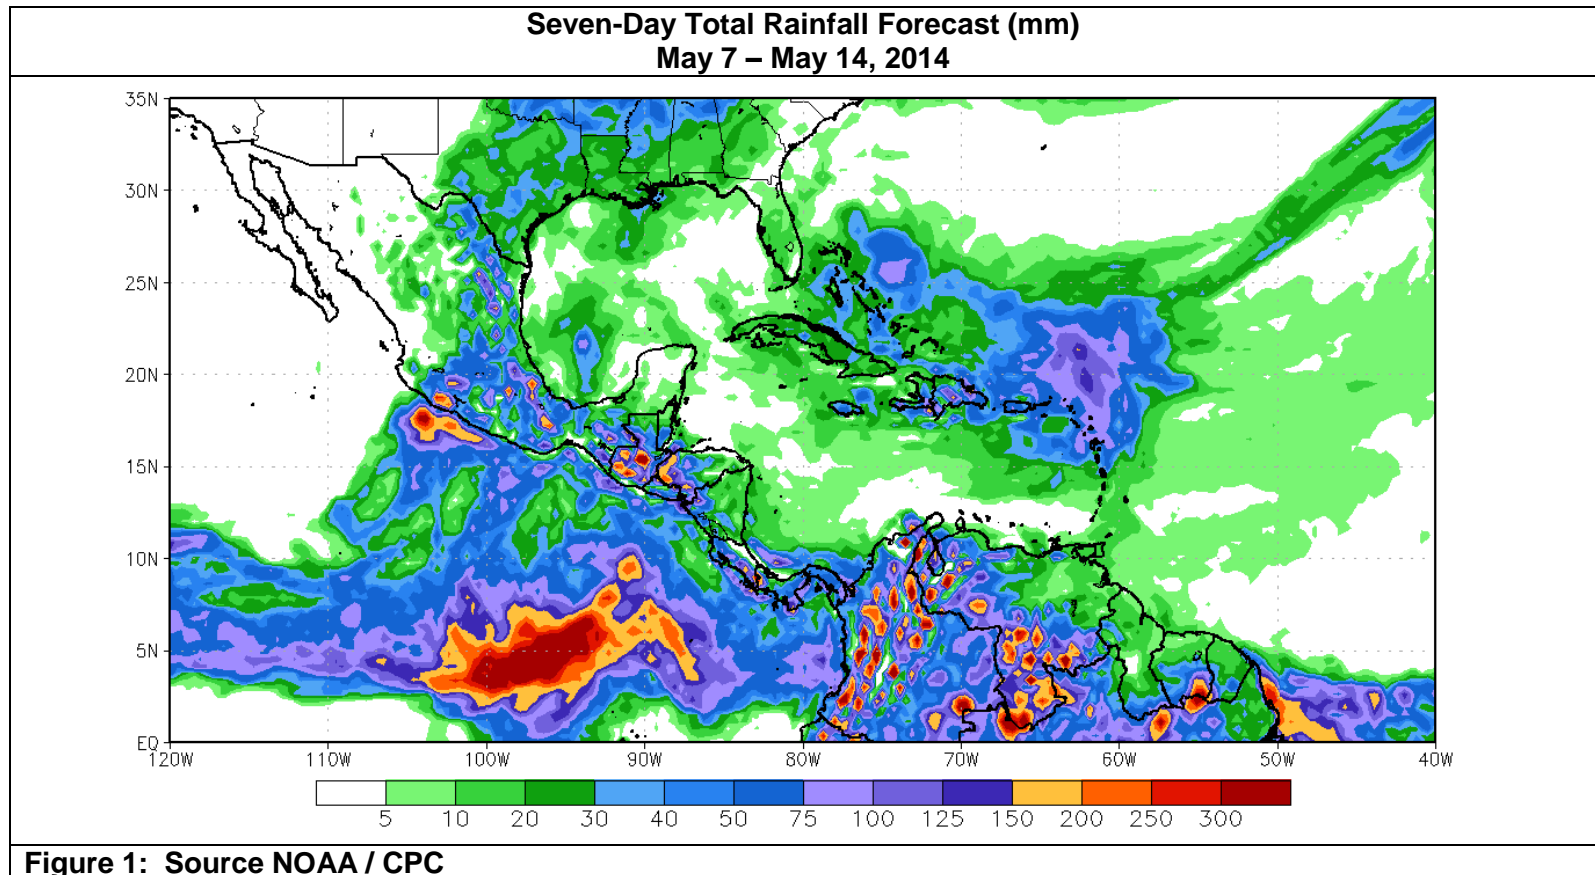 Seven-Day Total Rainfall Forecast (mm)
May 7 – May 14, 2014
35N
30N
25N
20N
15N
10N
5N
EQ
120W 110W 100W 90W 80W 70W 60W 50W 40W
5 10 20 30 40 50 75 100 125 150 200 250 300
Figure 1: Source NOAA / CPC